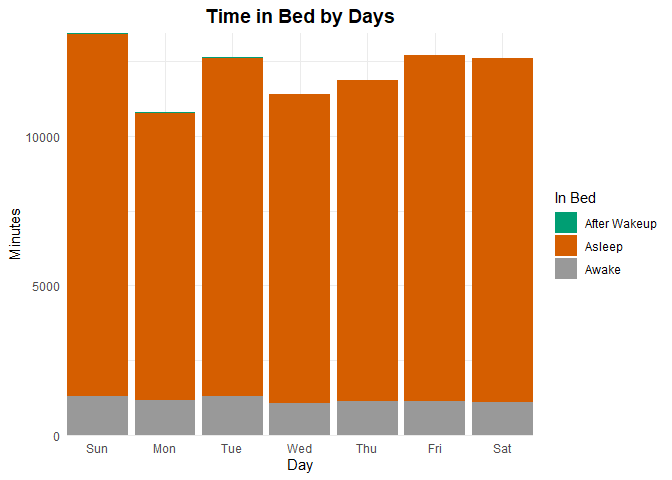 Time in Bed by Days
10000
5000
0
Minutes
Sun Mon Tue Wed Thu Fri Sat
Day
In Bed
After Wakeup
Asleep
Awake